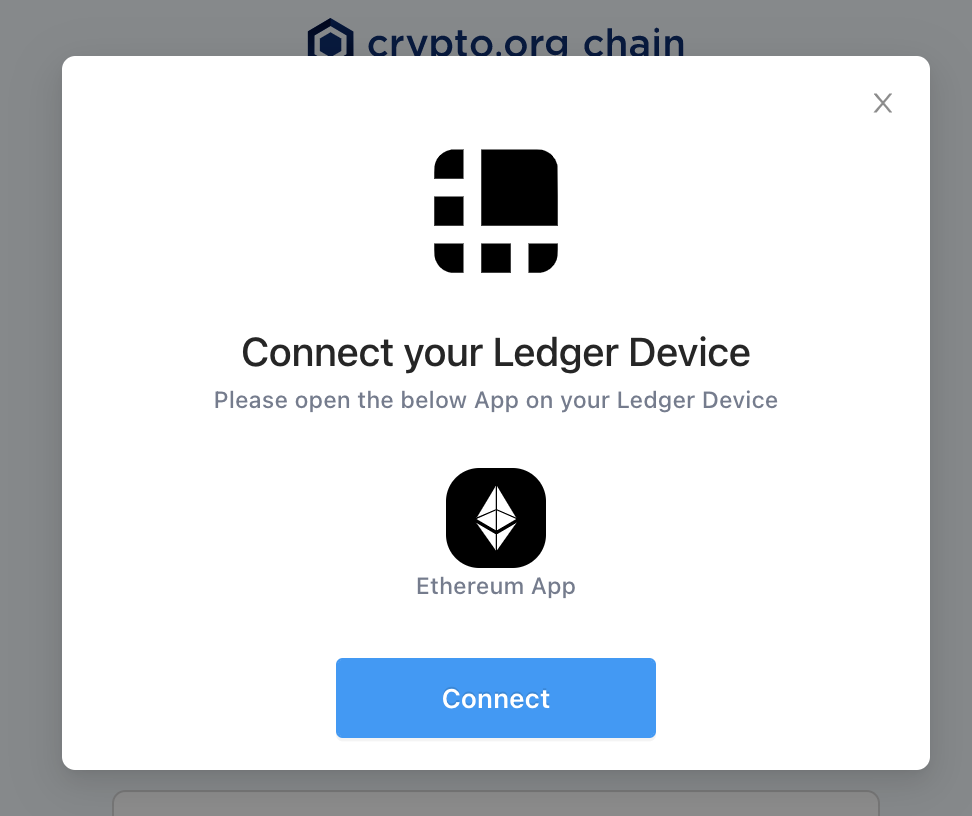 crypto.org chain
X
Connect your Ledger Device
Please open the below App on your Ledger Device
Ethereum App
Connect